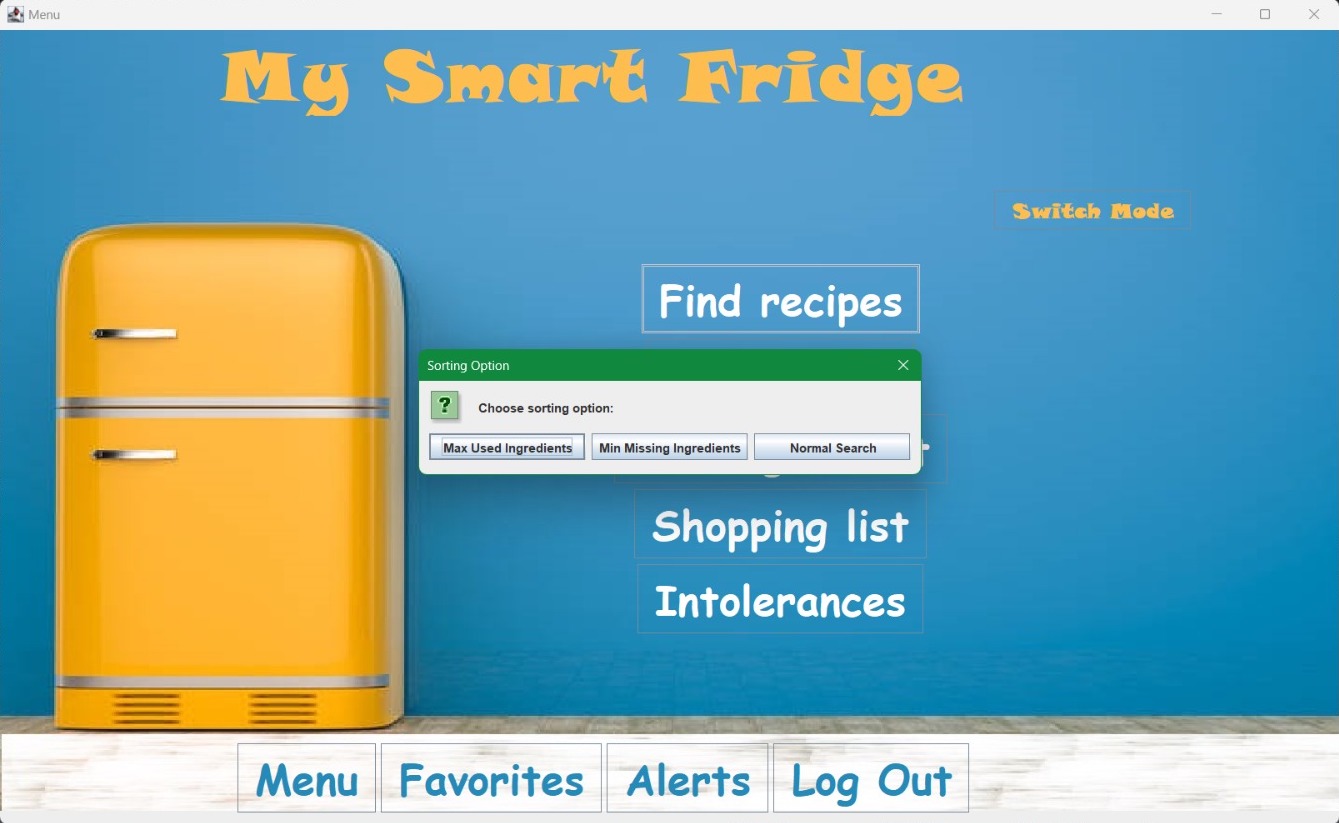 Menu
My Smart Fridge
Switch Mode
Find recipes
Sorting Option
?
Choose sorting option:
Max Used Ingredients
Min Missing Ingredients
Normal Search
Shopping list
Intolerances
Menu
Favorites
Alerts
Log Out